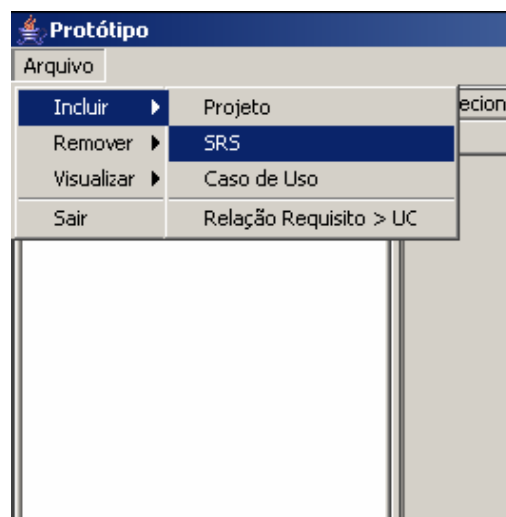 Protótipo
Arquivo
Incluir Projeto
Remover SRS
Visualizar Caso de Uso
Sair Relação Requisito > UC